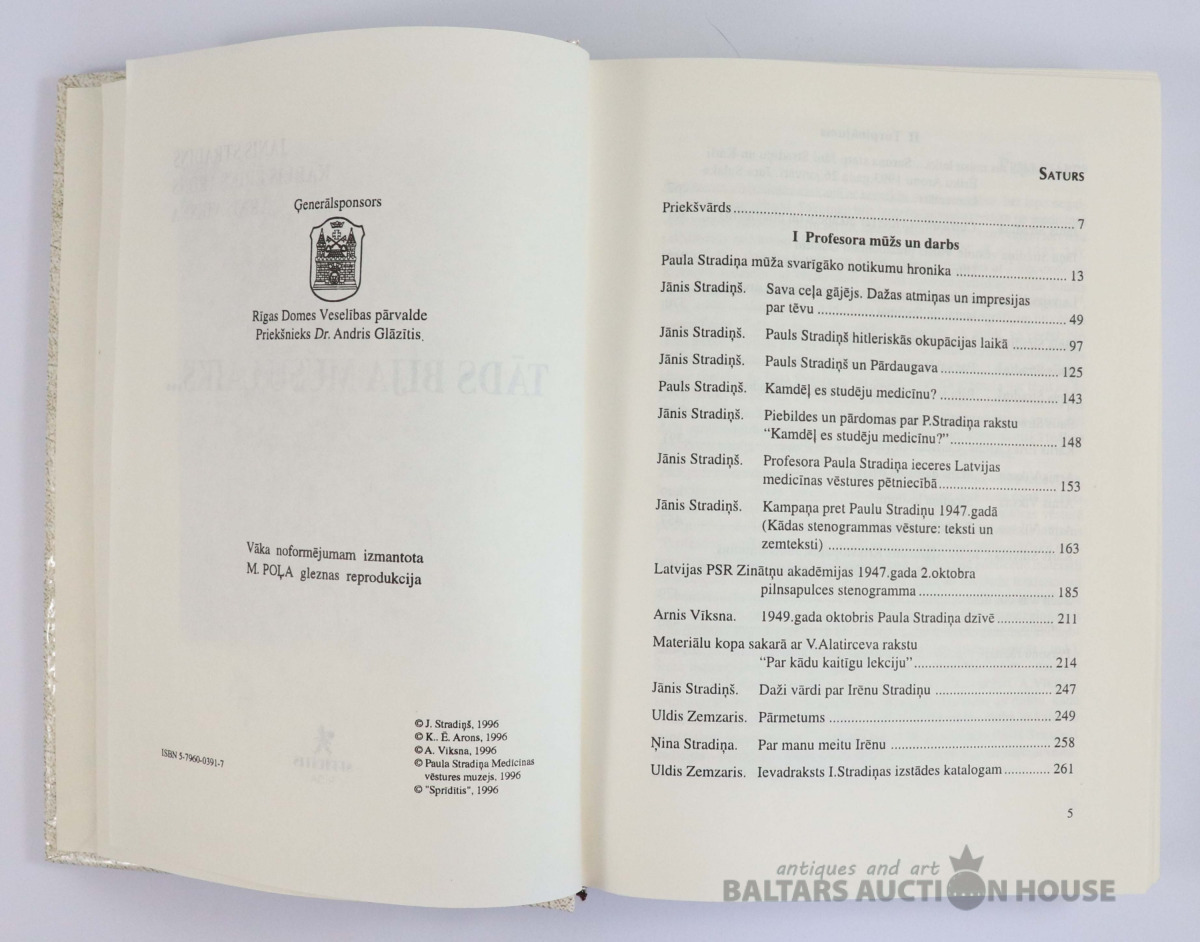 Ģenerālsponsors
Rīgas Domes Veselības pārvalde
Priekšnieks Dr. Andris Glāzītis.
Vāka noformējumam izmantota
M. POĻA gleznas reprodukcija
ISBN 5-7960-0391-7
© J. Stradiņš, 1996
© K.. Ē. Arons, 1996
© A. Vīksna, 1996
© Paula Stradiņa Medicīnas
vēstures muzejs, 1996
© "Sprīdītis", 1996
SATURS
Priekšvārds 7
I Profesora mūžs un darbs
Paula Stradiņa mūža svarīgāko notikumu hronika 13
Jānis Stradiņš. Sava ceļa gājējs. Dažas atmiņas un impresijas
par tēvu 49
Jānis Stradiņš. Pauls Stradiņš hitleriskās okupācijas laikā 97
Jānis Stradiņš. Pauls Stradiņš un Pārdaugava 125
Pauls Stradiņš. Kamdēļ es studēju medicīnu? 143
Jānis Stradiņš. Piebildes un pārdomas par P.Stradiņa rakstu
“Kamdēļ es studēju medicīnu?” 148
Jānis Stradiņš. Profesora Paula Stradiņa ieceres Latvijas
medicīnas vēstures pētniecībā 153
Jānis Stradiņš. Kampaņa pret Paulu Stradiņu 1947.gadā
(Kādas stenogrammas vēsture: teksti un
zemteksti) 163
Latvijas PSR Zinātņu akadēmijas 1947.gada 2.oktobra
pilnsapulces stenogramma 185
Arnis Vīksna. 1949.gada oktobris Paula Stradiņa dzīvē 211
Materiālu kopa sakarā ar V.Alatirceva rakstu
“Par kādu kaitīgu lekciju” 214
Jānis Stradiņš. Daži vārdi par Irēnu Stradiņu 247
Uldis Zemzaris. Pārmetums 249
Ņina Stradiņa. Par manu meitu Irēnu 258
Uldis Zemzaris. Ievadraksts I.Stradiņas izstādes katalogam 261
5
antiques and art
BALTARS AUCTION HOUSE